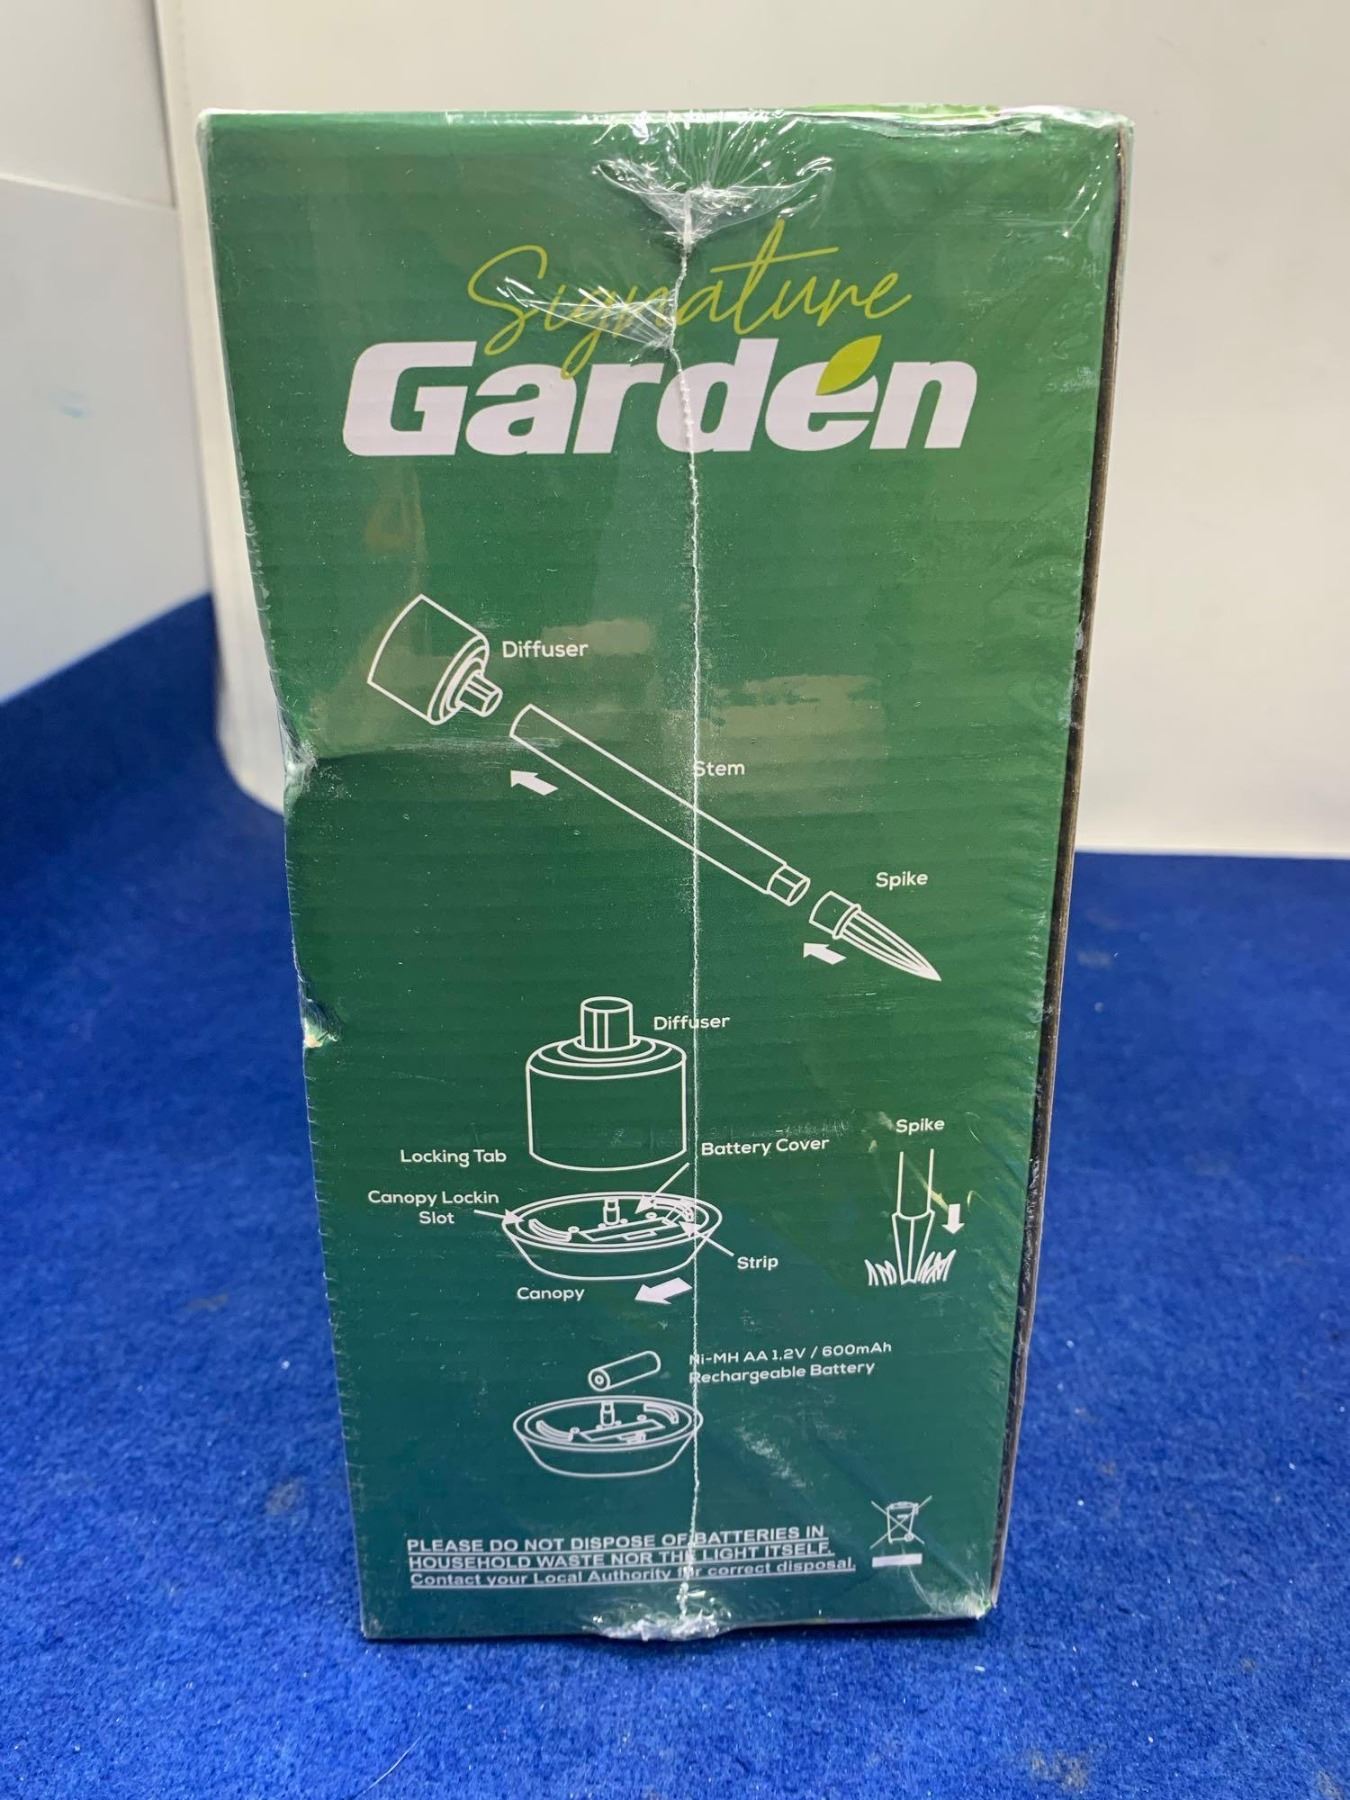 Signature
Garden
Diffuser
Stem
Spike
Diffuser
Spike
Battery Cover
Locking Tab
Canopy Lockin
Slot
Strip
Canopy
Ni-MH AA 1.2V / 600mAh
Rechargeable Battery
PLEASE DO NOT DISPOSE OF BATTERIES IN
HOUSEHOLD WASTE NOR THE LIGHT ITSELF.
Contact your Local Authority for correct disposal.